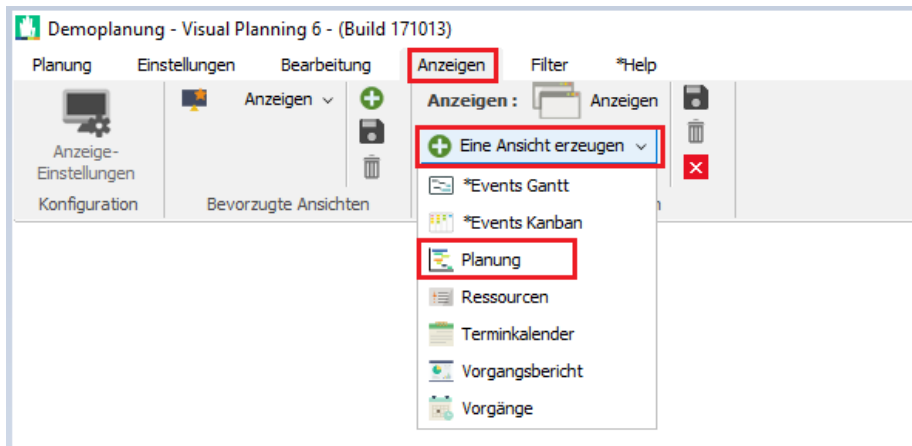 Demoplanung - Visual Planning 6 - (Build 171013)
Planung Einstellungen Bearbeitung Anzeigen Filter *Help
Anzeigen Anzeigen : Anzeigen
Eine Ansicht erzeugen
Anzeige-
Einstellungen
Konfiguration Bevorzugte Ansichten
*Events Gantt
*Events Kanban
Planung
Ressourcen
Terminkalender
Vorgangsbericht
Vorgänge